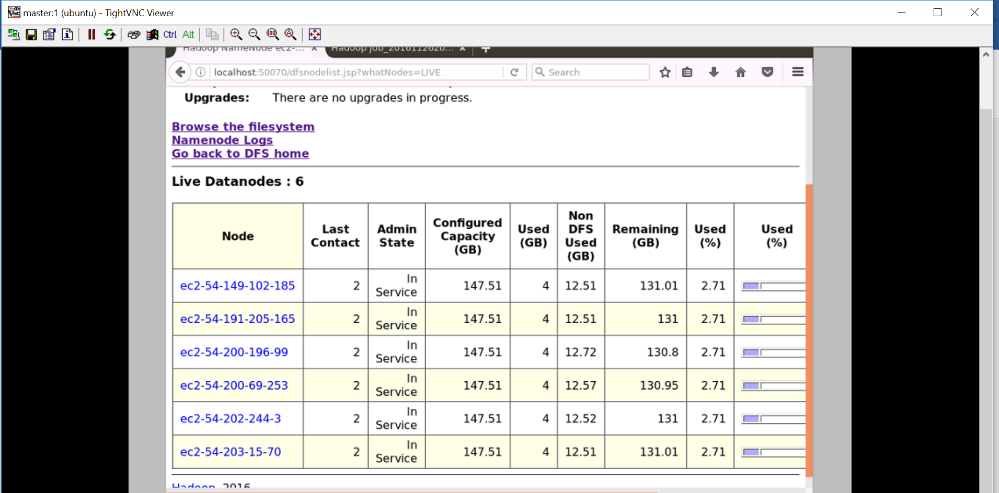 master:1 (ubuntu) - TightVNC Viewer
Ctrl Alt
Hadoop NameNode ec2-... × Hadoop job_2016112620... × +
localhost:50070/dfsnodelist.jsp?whatNodes=LIVE Search
Upgrades: There are no upgrades in progress.
Browse the filesystem
Namenode Logs
Go back to DFS home
Live Datanodes : 6
Node Last Contact Admin State Configured Capacity (GB) Used (GB) Non DFS Used (GB) Remaining (GB) Used (%) Used (%)
ec2-54-149-102-185 2 In Service 147.51 4 12.51 131.01 2.71
ec2-54-191-205-165 2 In Service 147.51 4 12.51 131 2.71
ec2-54-200-196-99 2 In Service 147.51 4 12.72 130.8 2.71
ec2-54-200-69-253 2 In Service 147.51 4 12.57 130.95 2.71
ec2-54-202-244-3 2 In Service 147.51 4 12.52 131 2.71
ec2-54-203-15-70 2 In Service 147.51 4 12.51 131.01 2.71
Hadoop, 2016